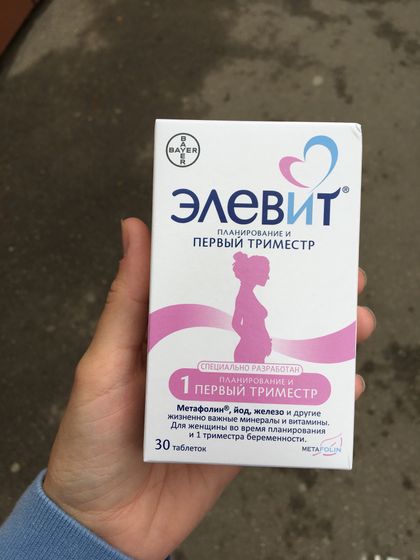 BAYER
BAYER
Элевит®
ПЛАНИРОВАНИЕ И
ПЕРВЫЙ ТРИМЕСТР
СПЕЦИАЛЬНО РАЗРАБОТАН
1 ПЛАНИРОВАНИЕ И
ПЕРВЫЙ ТРИМЕСТР
Метафолин®, йод, железо и другие
жизненно важные минералы и витамины.
Для женщины во время планирования
и 1 триместра беременности.
30 таблеток
METAFOLIN